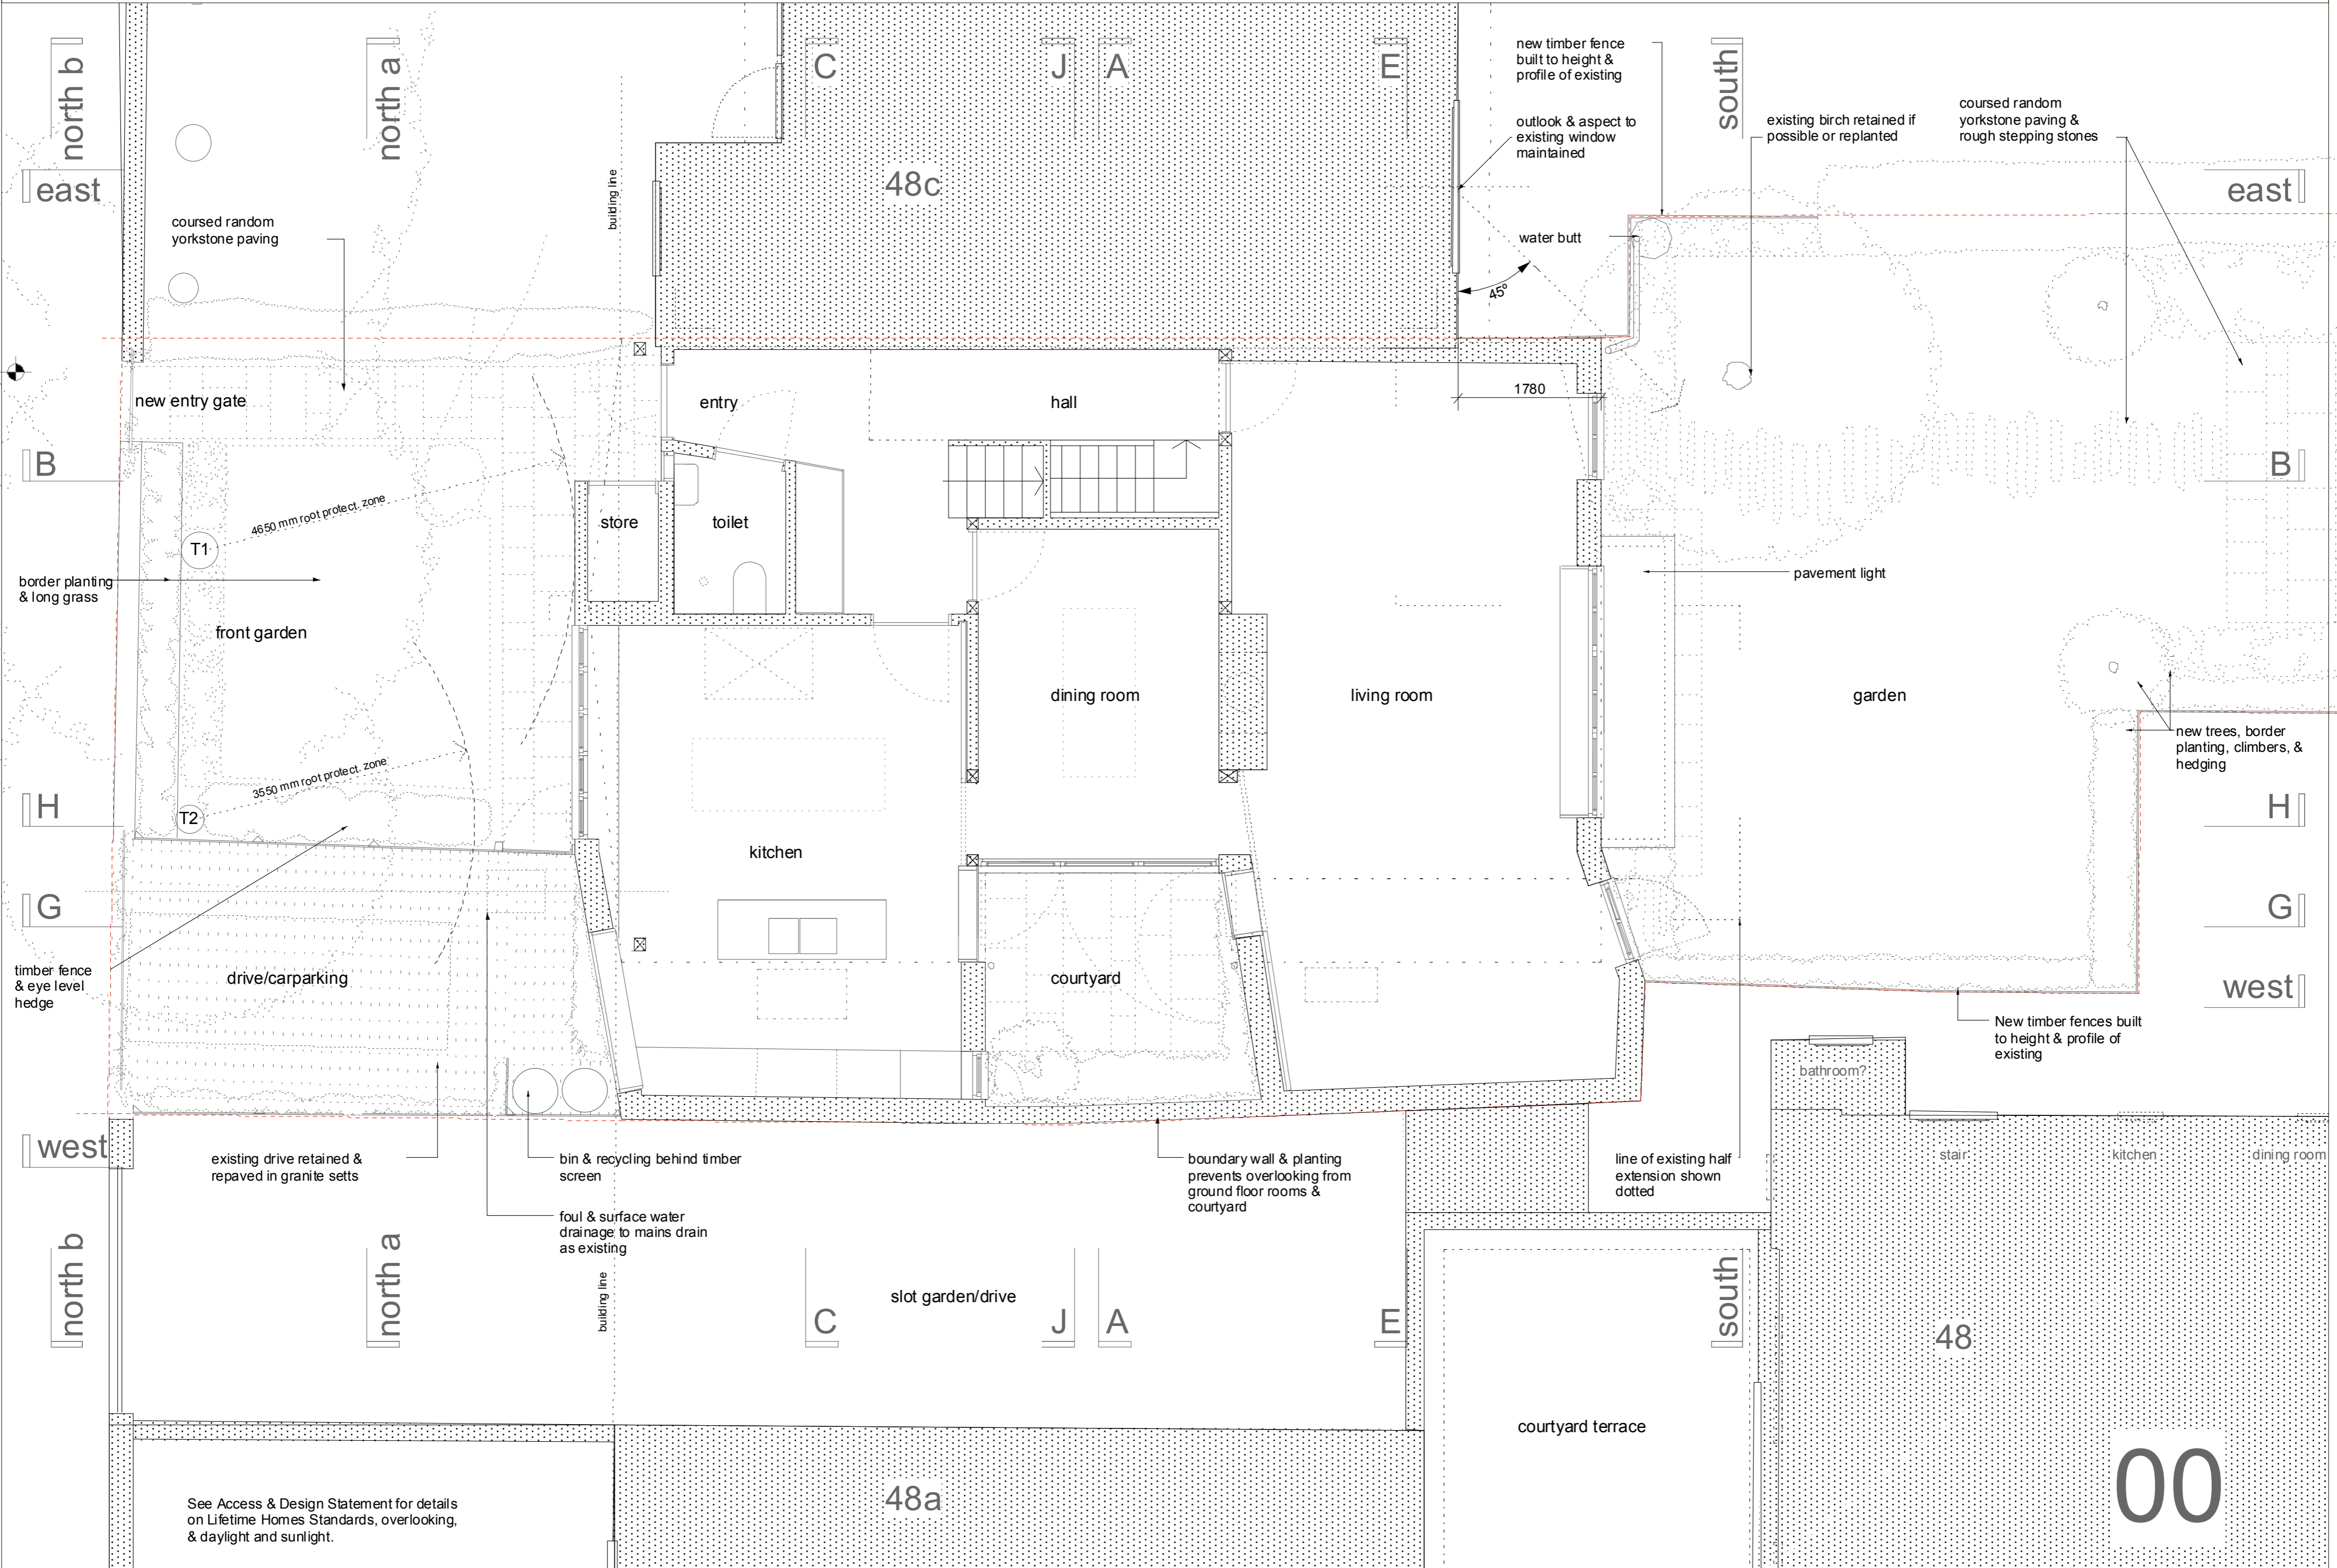 north b
north a
C
J
A
E
south
new timber fence
built to height &
profile of existing
outlook & aspect to
existing window
maintained
existing birch retained if
possible or replanted
coursed random
yorkstone paving &
rough stepping stones
east
48c
east
building line
coursed random
yorkstone paving
water butt
45°
new entry gate
entry
hall
1780
B
B
4650 mm root protect. zone
T1
store
toilet
border planting
& long grass
pavement light
front garden
dining room
living room
garden
new trees, border
planting, climbers, &
hedging
3550 mm root protect. zone
T2
H
H
kitchen
G
G
timber fence
& eye level
hedge
drive/carparking
courtyard
west
New timber fences built
to height & profile of
existing
bathroom?
west
existing drive retained &
repaved in granite setts
bin & recycling behind timber
screen
boundary wall & planting
prevents overlooking from
ground floor rooms &
courtyard
line of existing half
extension shown
dotted
stair
kitchen
dining room
foul & surface water
drainage to mains drain
as existing
north b
north a
building line
C
slot garden/drive
J
A
E
south
48
courtyard terrace
00
48a
See Access & Design Statement for details
on Lifetime Homes Standards, overlooking,
& daylight and sunlight.